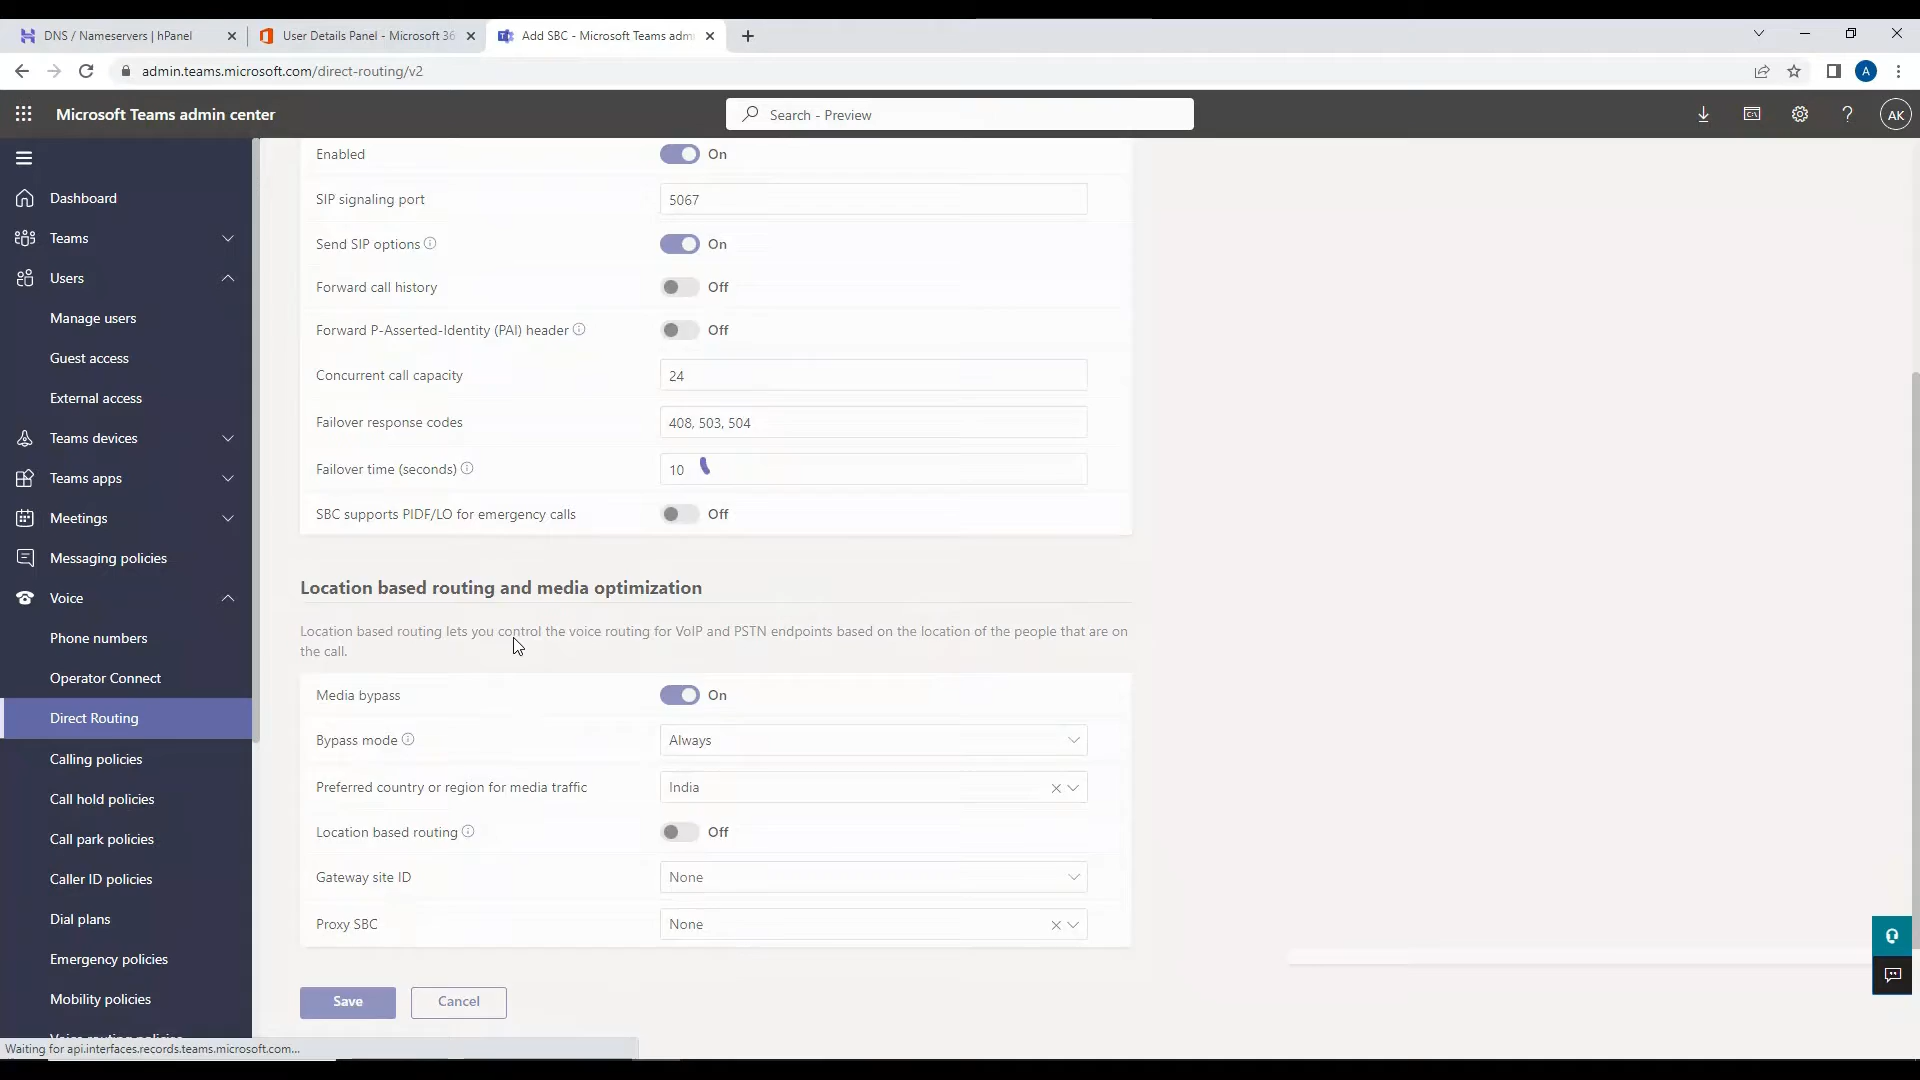 DNS / Nameservers | hPanel
User Details Panel - Microsoft 36
Add SBC - Microsoft Teams adm
admin.teams.microsoft.com/direct-routing/v2
A
Microsoft Teams admin center
Search - Preview
AK
Dashboard
Teams
Users
Manage users
Guest access
External access
Teams devices
Teams apps
Meetings
Messaging policies
Voice
Phone numbers
Operator Connect
Direct Routing
Calling policies
Call hold policies
Call park policies
Caller ID policies
Dial plans
Emergency policies
Mobility policies
Voice routing policies
Enabled On
SIP signaling port 5067
Send SIP options On
Forward call history Off
Forward P-Asserted-Identity (PAI) header Off
Concurrent call capacity 24
Failover response codes 408, 503, 504
Failover time (seconds) 10
SBC supports PIDF/LO for emergency calls Off
Location based routing and media optimization
Location based routing lets you control the voice routing for VoIP and PSTN endpoints based on the location of the people that are on
the call.
Media bypass On
Bypass mode Always
Preferred country or region for media traffic India
Location based routing Off
Gateway site ID None
Proxy SBC None
Save Cancel
Waiting for api.interfaces.records.teams.microsoft.com...